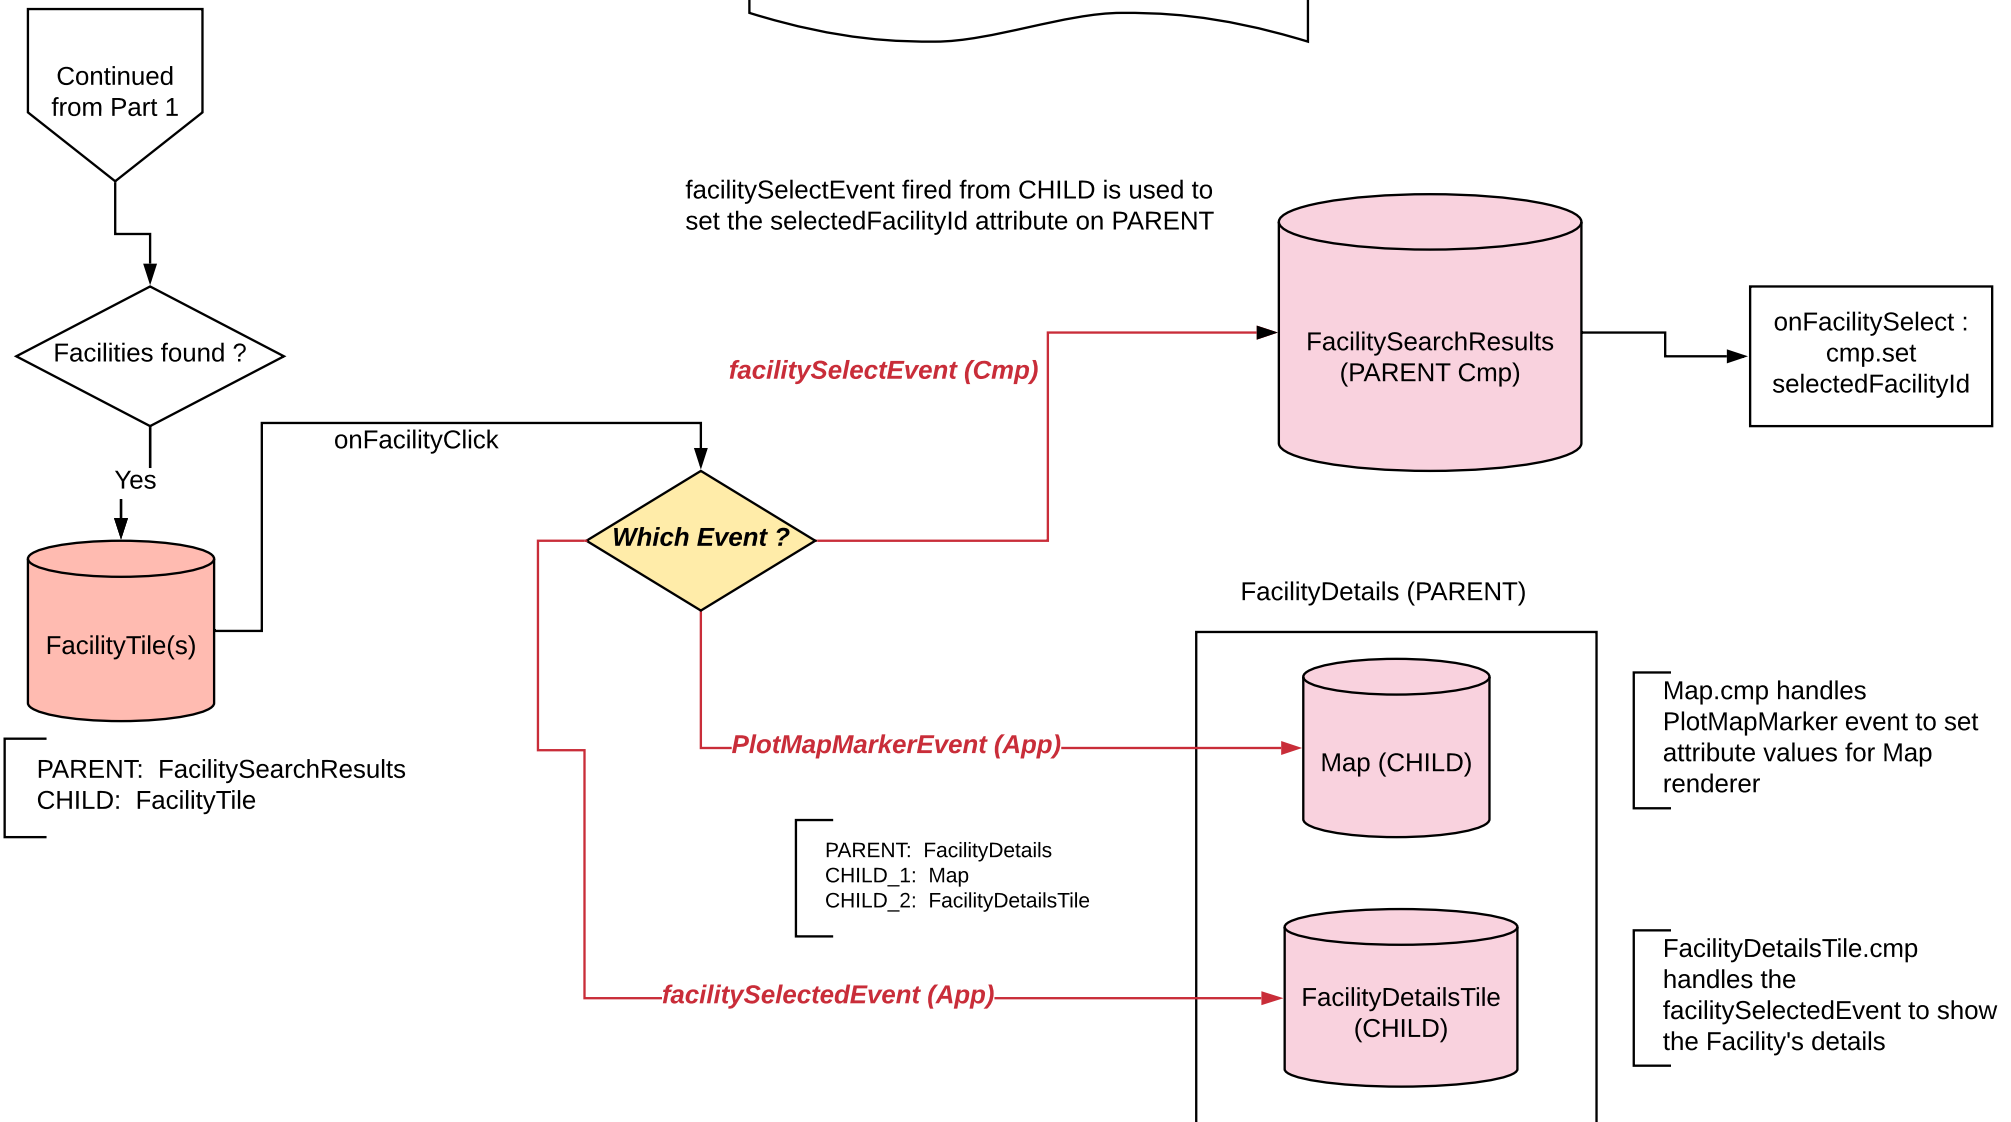 Continued
from Part 1
facilitySelectEvent fired from CHILD is used to
set the selectedFacilityId attribute on PARENT
Facilities found ?
facilitySelectEvent (Cmp)
FacilitySearchResults
(PARENT Cmp)
onFacilitySelect :
cmp.set
selectedFacilityId
onFacilityClick
Yes
Which Event ?
FacilityTile(s)
FacilityDetails (PARENT)
PARENT:  FacilitySearchResults
CHILD:  FacilityTile
PlotMapMarkerEvent (App)
Map (CHILD)
Map.cmp handles
PlotMapMarker event to set
attribute values for Map
renderer
PARENT:  FacilityDetails
CHILD_1:  Map
CHILD_2:  FacilityDetailsTile
facilitySelectedEvent (App)
FacilityDetailsTile
(CHILD)
FacilityDetailsTile.cmp
handles the
facilitySelectedEvent to show
the Facility's details